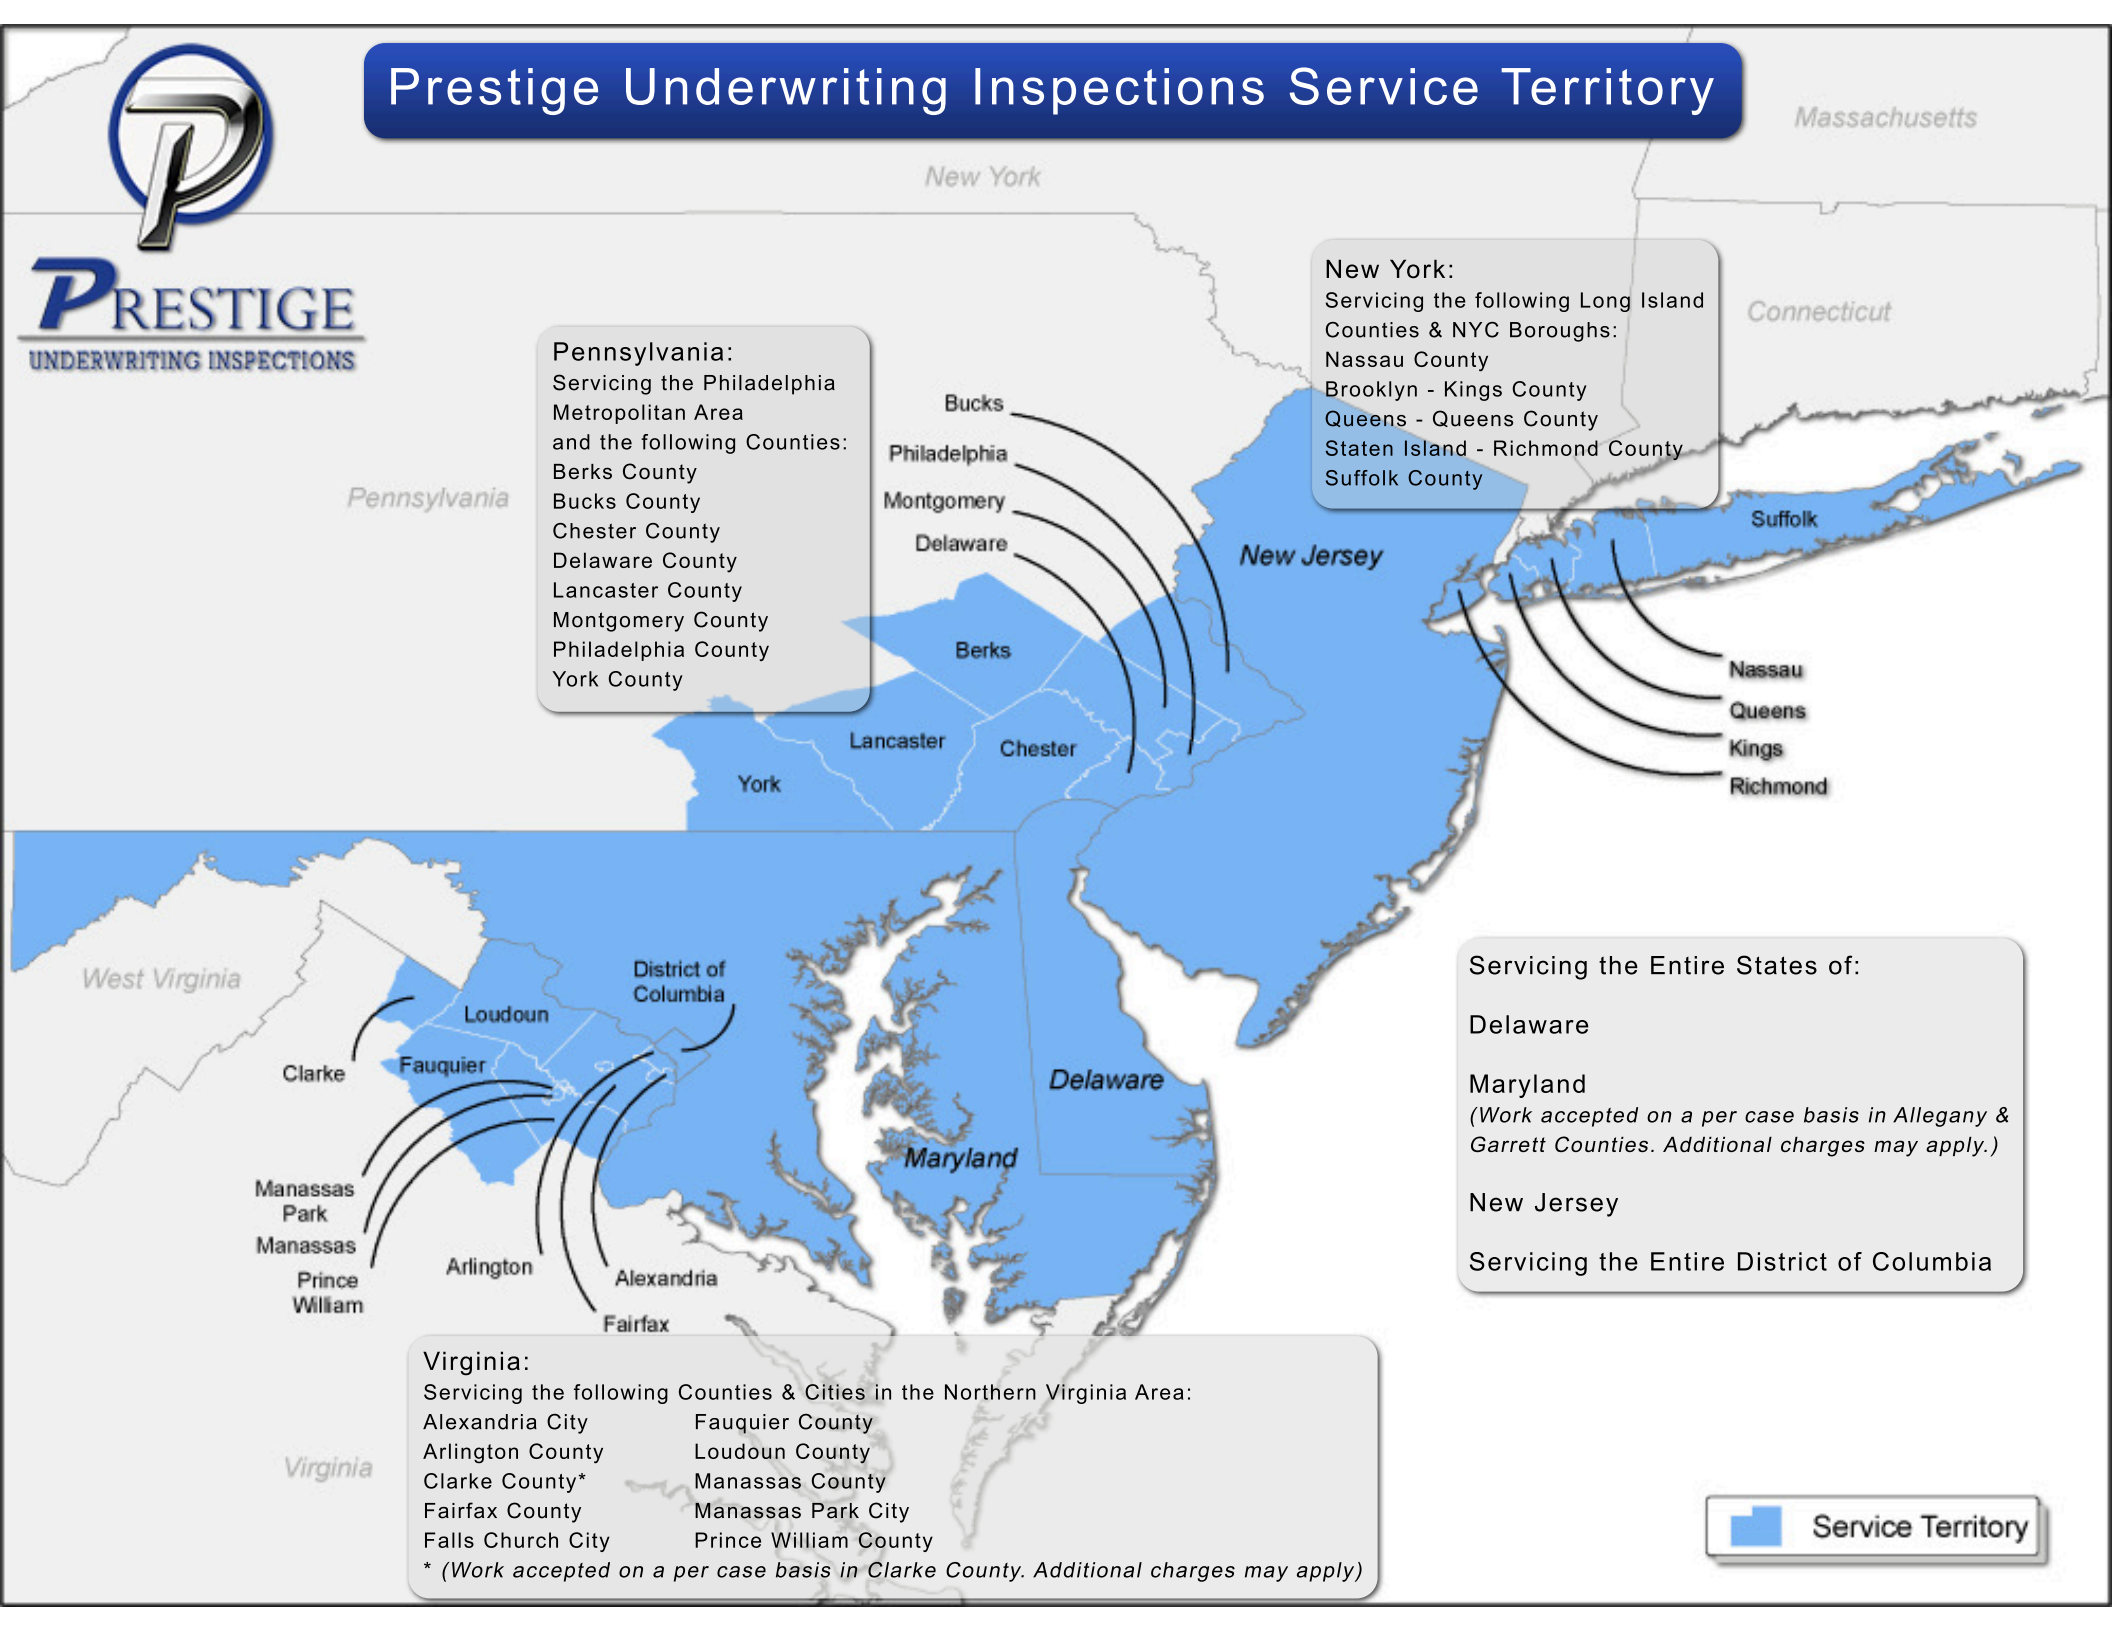 Prestige Underwriting Inspections Service Territory
P
PRESTIGE
UNDERWRITING INSPECTIONS
Massachusetts
New York
Connecticut
Pennsylvania
New York:
Servicing the following Long Island
Counties & NYC Boroughs:
Nassau County
Brooklyn - Kings County
Queens - Queens County
Staten Island - Richmond County
Suffolk County
Pennsylvania:
Servicing the Philadelphia
Metropolitan Area
and the following Counties:
Berks County
Bucks County
Chester County
Delaware County
Lancaster County
Montgomery County
Philadelphia County
York County
Bucks
Philadelphia
Montgomery
Delaware
New Jersey
Suffolk
Berks
Lancaster
Chester
York
Nassau
Queens
Kings
Richmond
West Virginia
District of
Columbia
Loudoun
Clarke
Fauquier
Delaware
Maryland
Manassas
Park
Manassas
Prince
William
Arlington
Alexandria
Fairfax
Servicing the Entire States of:
Delaware
Maryland
(Work accepted on a per case basis in Allegany &
Garrett Counties. Additional charges may apply.)
New Jersey
Servicing the Entire District of Columbia
Virginia
Virginia:
Servicing the following Counties & Cities in the Northern Virginia Area:
Alexandria City Fauquier County
Arlington County Loudoun County
Clarke County* Manassas County
Fairfax County Manassas Park City
Falls Church City Prince William County
* (Work accepted on a per case basis in Clarke County. Additional charges may apply)
Service Territory